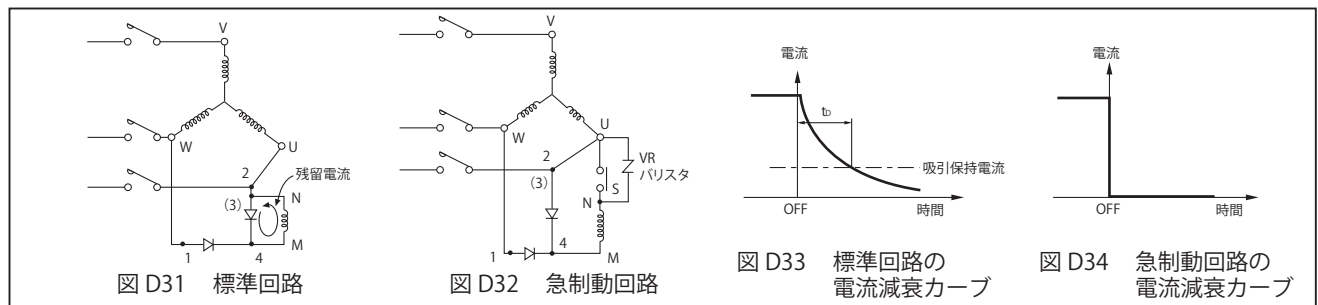 V
W
U
2
(3)
残留電流
N
M
1
4
図 D31 標準回路
V
W
U
2
VR
バリスタ
(3)
S
N
M
1
4
図 D32 急制動回路
電流
tD
吸引保持電流
OFF
時間
図 D33 標準回路の
電流減衰カーブ
電流
OFF
時間
図 D34 急制動回路の
電流減衰カーブ